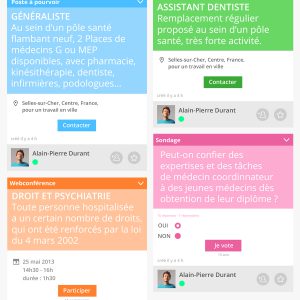 Poste à pourvoir
GÉNÉRALISTE
Au sein d'un pôle santé
flambant neuf, 2 Places de
médecins G ou MEP
disponibles, avec pharmacie,
kinésithérapie, dentiste,
infirmières, podologues...
Selles-sur-Cher, Centre, France,
pour un travail en ville
Contacter
Alain-Pierre Durant
Webconférence
DROIT ET PSYCHIATRIE
Toute personne hospitalisée
a un certain nombre de droits,
qui ont été renforcés par la loi
du 4 mars 2002
25 mai 2013
14h30 - 16h
durée : 1h30
Participer
ASSISTANT DENTISTE
Remplacement régulier
proposé au sein d'un pôle
santé, très forte activité.
Selles-sur-Cher, Centre, France,
pour un travail en ville
Contacter
Alain-Pierre Durant
Sondage
Peut-on confier des
expertises et des tâches
de médecin coordonnateur
à des jeunes médecins dès
obtention de leur diplôme ?
OUI
NON
Je vote
Alain-Pierre Durant